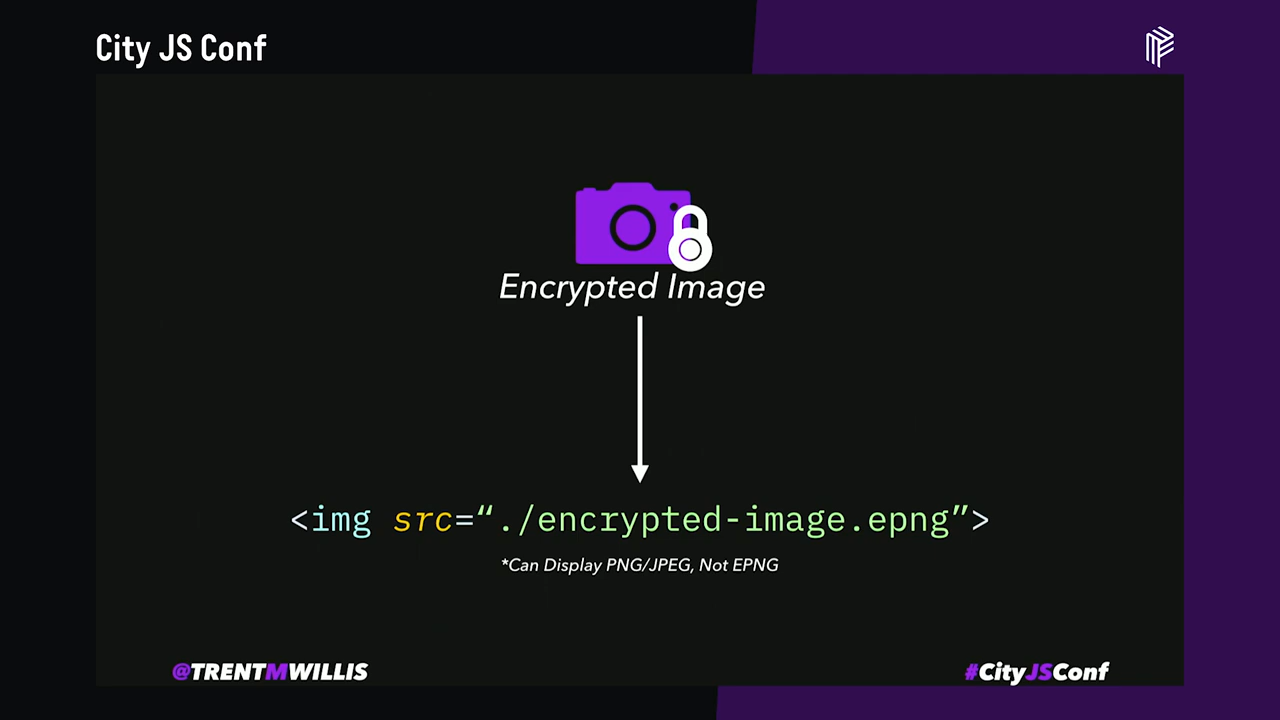 City JS Conf
Encrypted Image
<img src=“./encrypted-image.epng”>
*Can Display PNG/JPEG, Not EPNG
@TRENTMWILLIS
#CityJSConf